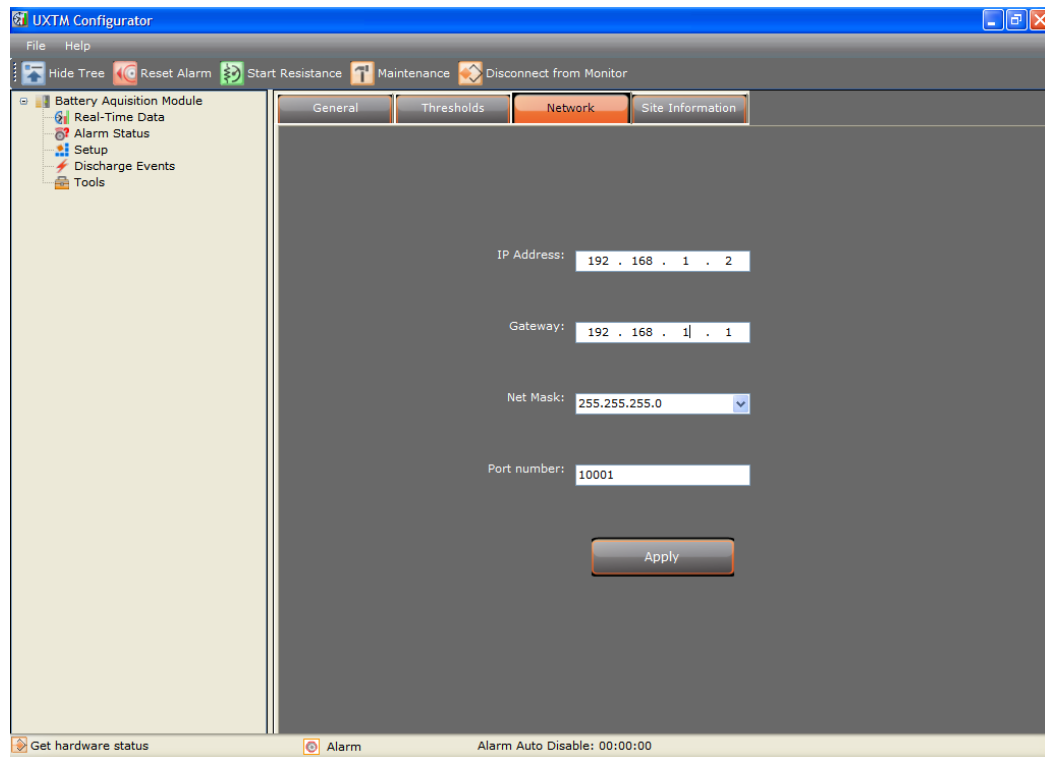 UXTM Configurator
File Help
Hide Tree Reset Alarm Start Resistance Maintenance Disconnect from Monitor
Battery Aquisition Module
Real-Time Data
Alarm Status
Setup
Discharge Events
Tools
General Thresholds Network Site Information
IP Address: 192 . 168 . 1 . 2
Gateway: 192 . 168 . 1 . 1
Net Mask: 255.255.255.0
Port number: 10001
Apply
Get hardware status Alarm Alarm Auto Disable: 00:00:00